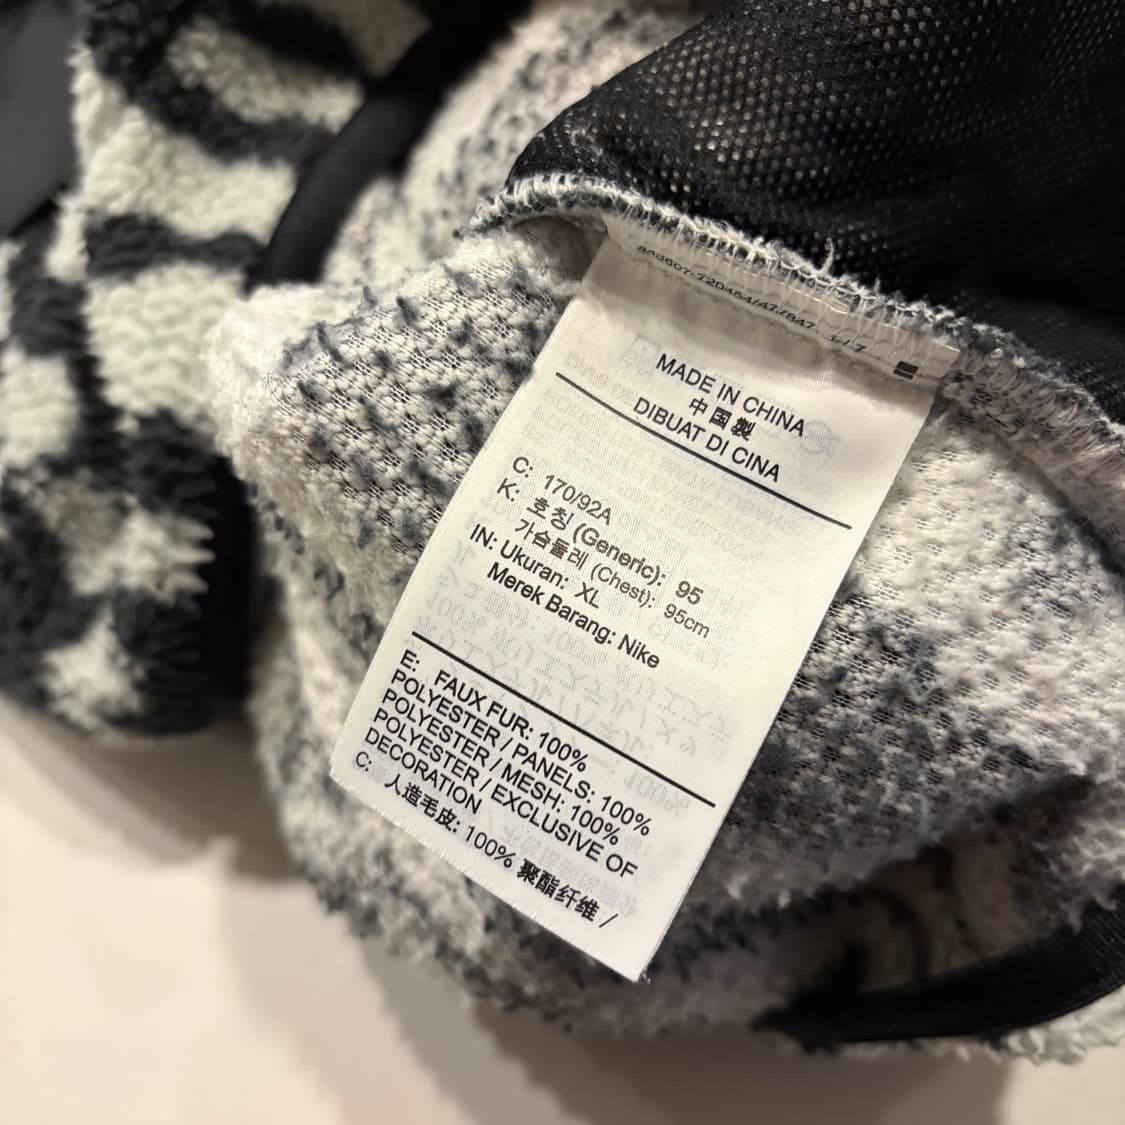 MADE IN CHINA
中国製
DIBUAT DI CINA
C: 170/92A
K: 호칭 (Generic): 95
가슴둘레 (Chest): 95cm
IN: Ukuran: XL
Merek Barang: Nike
E: FAUX FUR: 100%
POLYESTER / PANELS: 100%
POLYESTER / MESH: 100%
POLYESTER / EXCLUSIVE OF
DECORATION
C: 人造毛皮: 100% 聚酯纤维 /